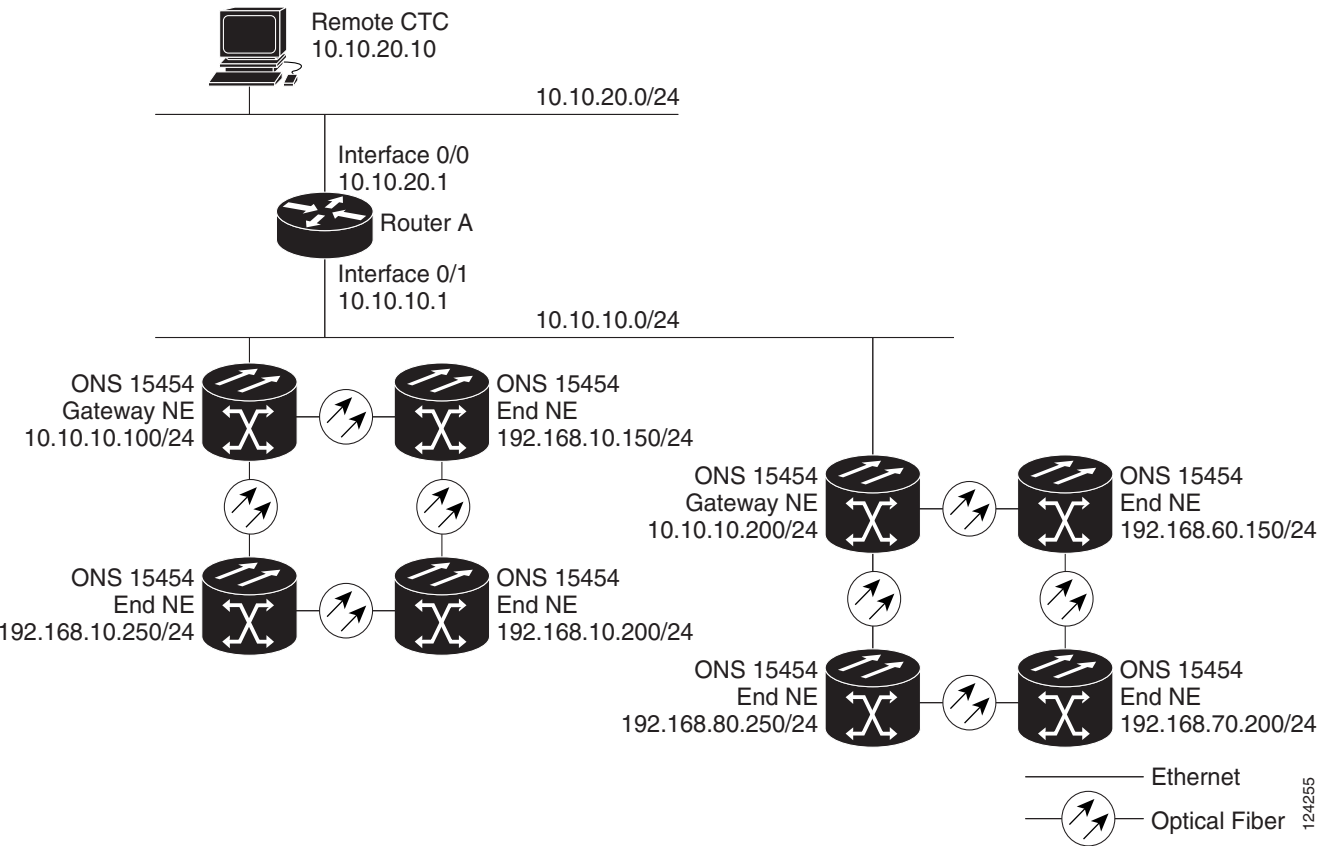 Remote CTC
10.10.20.10
10.10.20.0/24
Interface 0/0
10.10.20.1
Router A
Interface 0/1
10.10.10.1
10.10.10.0/24
ONS 15454
Gateway NE
10.10.10.100/24
ONS 15454
End NE
192.168.10.150/24
ONS 15454
Gateway NE
10.10.10.200/24
ONS 15454
End NE
192.168.60.150/24
ONS 15454
End NE
192.168.10.250/24
ONS 15454
End NE
192.168.10.200/24
ONS 15454
End NE
192.168.80.250/24
ONS 15454
End NE
192.168.70.200/24
Ethernet
Optical Fiber
124255